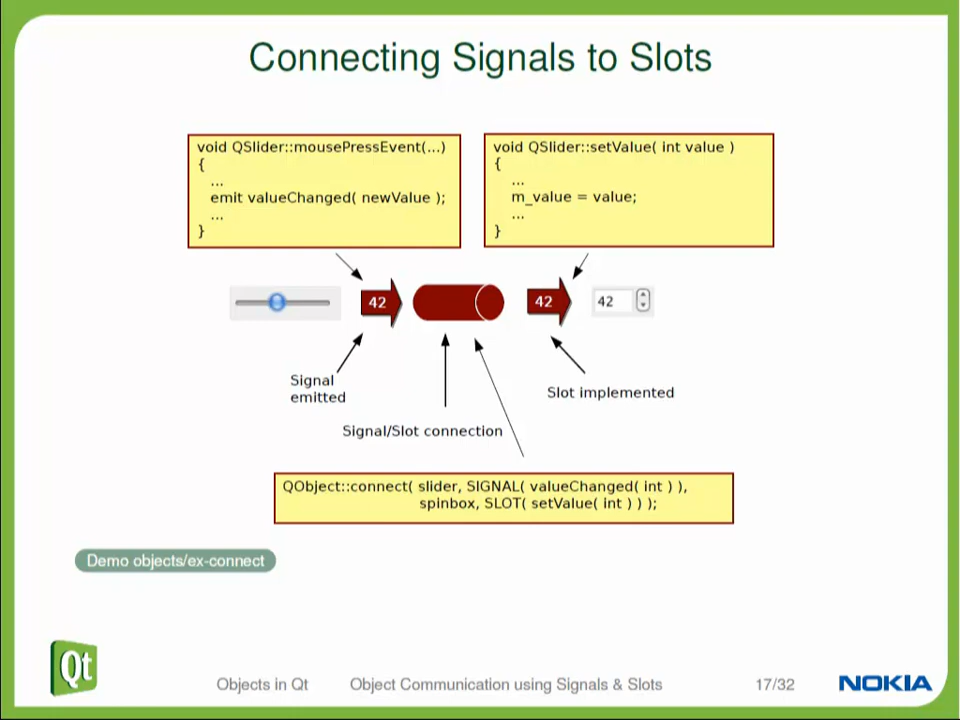 Connecting Signals to Slots
void QSlider::mousePressEvent(...)
{
...
emit valueChanged( newValue );
...
}
void QSlider::setValue( int value )
{
...
m_value = value;
...
}
42
42
42
Signal
emitted
Slot implemented
Signal/Slot connection
QObject::connect( slider, SIGNAL( valueChanged( int ) ),
spinbox, SLOT( setValue( int ) ) );
Demo objects/ex-connect
Qt
Objects in Qt
Object Communication using Signals & Slots
17/32
NOKIA